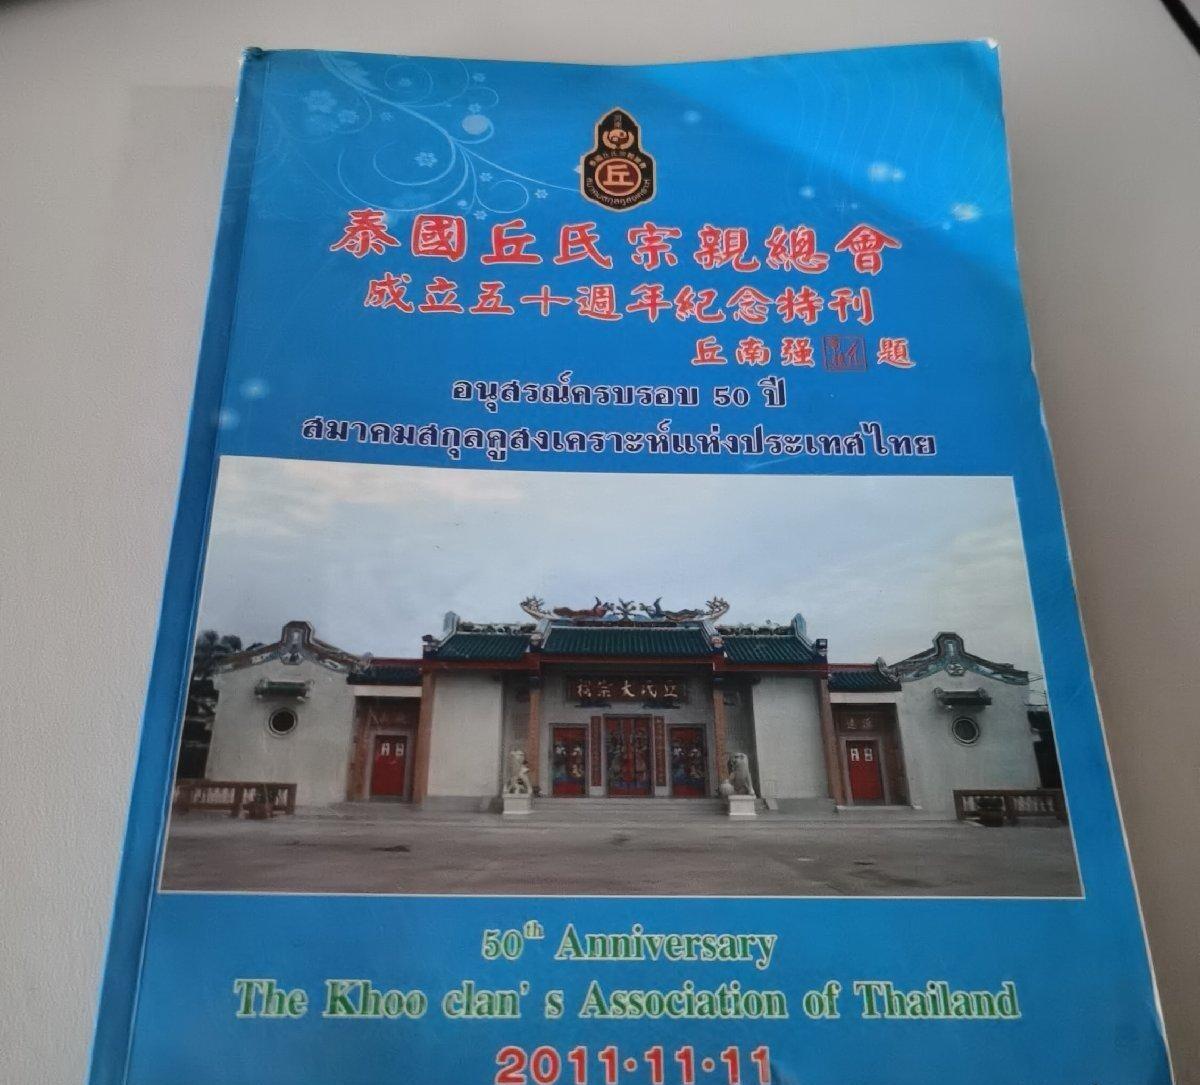 丘
泰國丘氏宗親總會
成立五十週年紀念特刊
丘南强 題
อนุสรณ์ครบรอบ 50 ปี
สมาคมสกุลคูสงเคราะห์แห่งประเทศไทย
丘氏大宗祠
50th Anniversary
The Khoo clan's Association of Thailand
2011·11·11